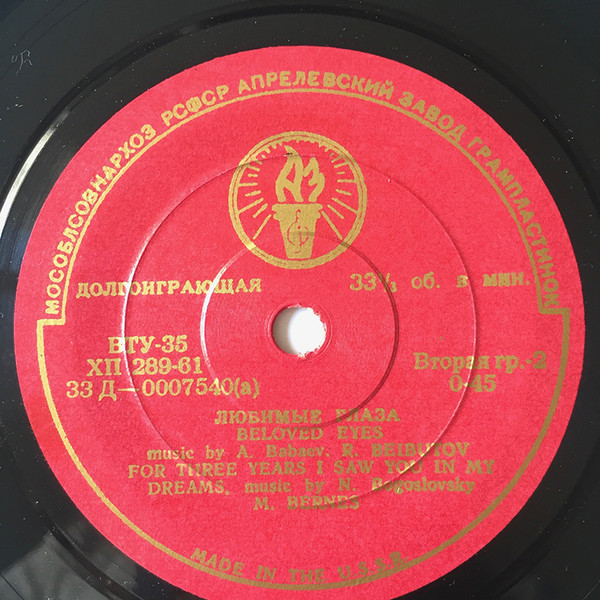 МОСОБЛСОВНАРХОЗ РСФСР АПРЕЛЕВСКИЙ ЗАВОД ГРАМПЛАСТИНОК
АЗ
ДОЛГОИГРАЮЩАЯ 33⅓ об. в мин.
ВТУ-35
ХП 289-61 Вторая гр.-2
33 Д—0007540(а) 0-45
ЛЮБИМЫЕ ГЛАЗА
BELOVED EYES
music by A. Babaev. R. BEIBUTOV
FOR THREE YEARS I SAW YOU IN MY
DREAMS. music by N. Bogoslovsky
M. BERNES
MADE IN THE U.S.S.R.